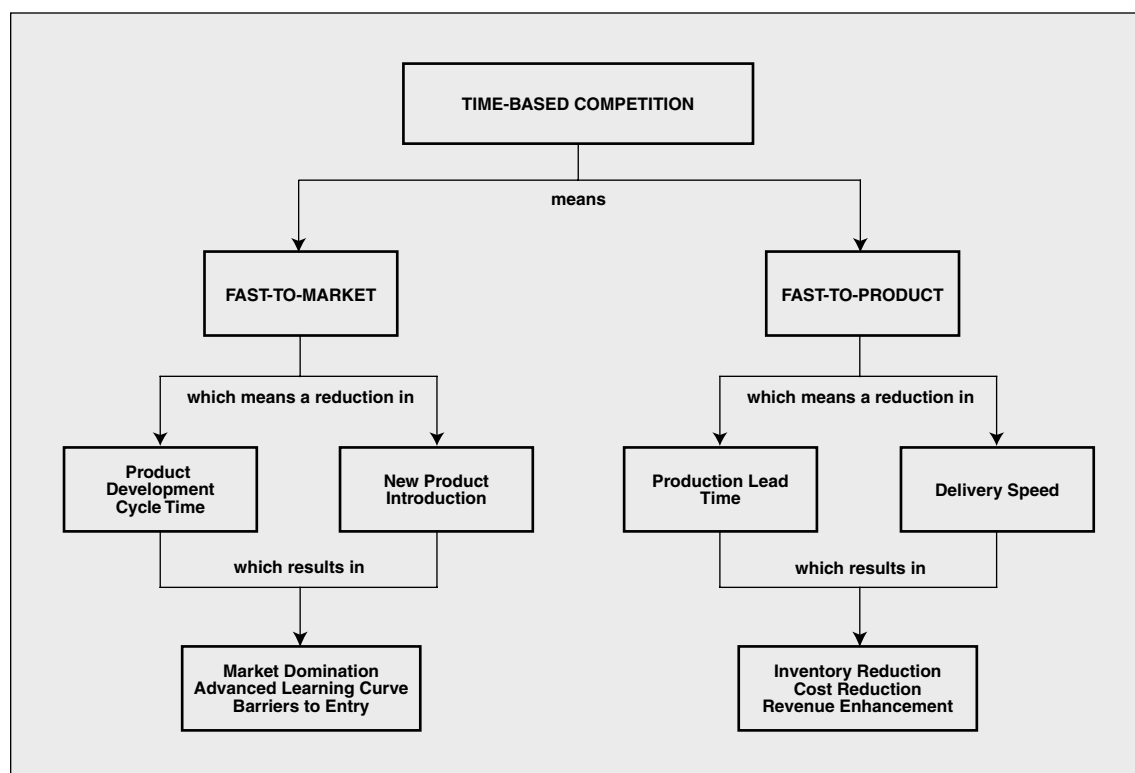 TIME-BASED COMPETITION
means
FAST-TO-MARKET
FAST-TO-PRODUCT
which means a reduction in
which means a reduction in
Product
Development
Cycle Time
New Product
Introduction
Production Lead
Time
Delivery Speed
which results in
which results in
Market Domination
Advanced Learning Curve
Barriers to Entry
Inventory Reduction
Cost Reduction
Revenue Enhancement